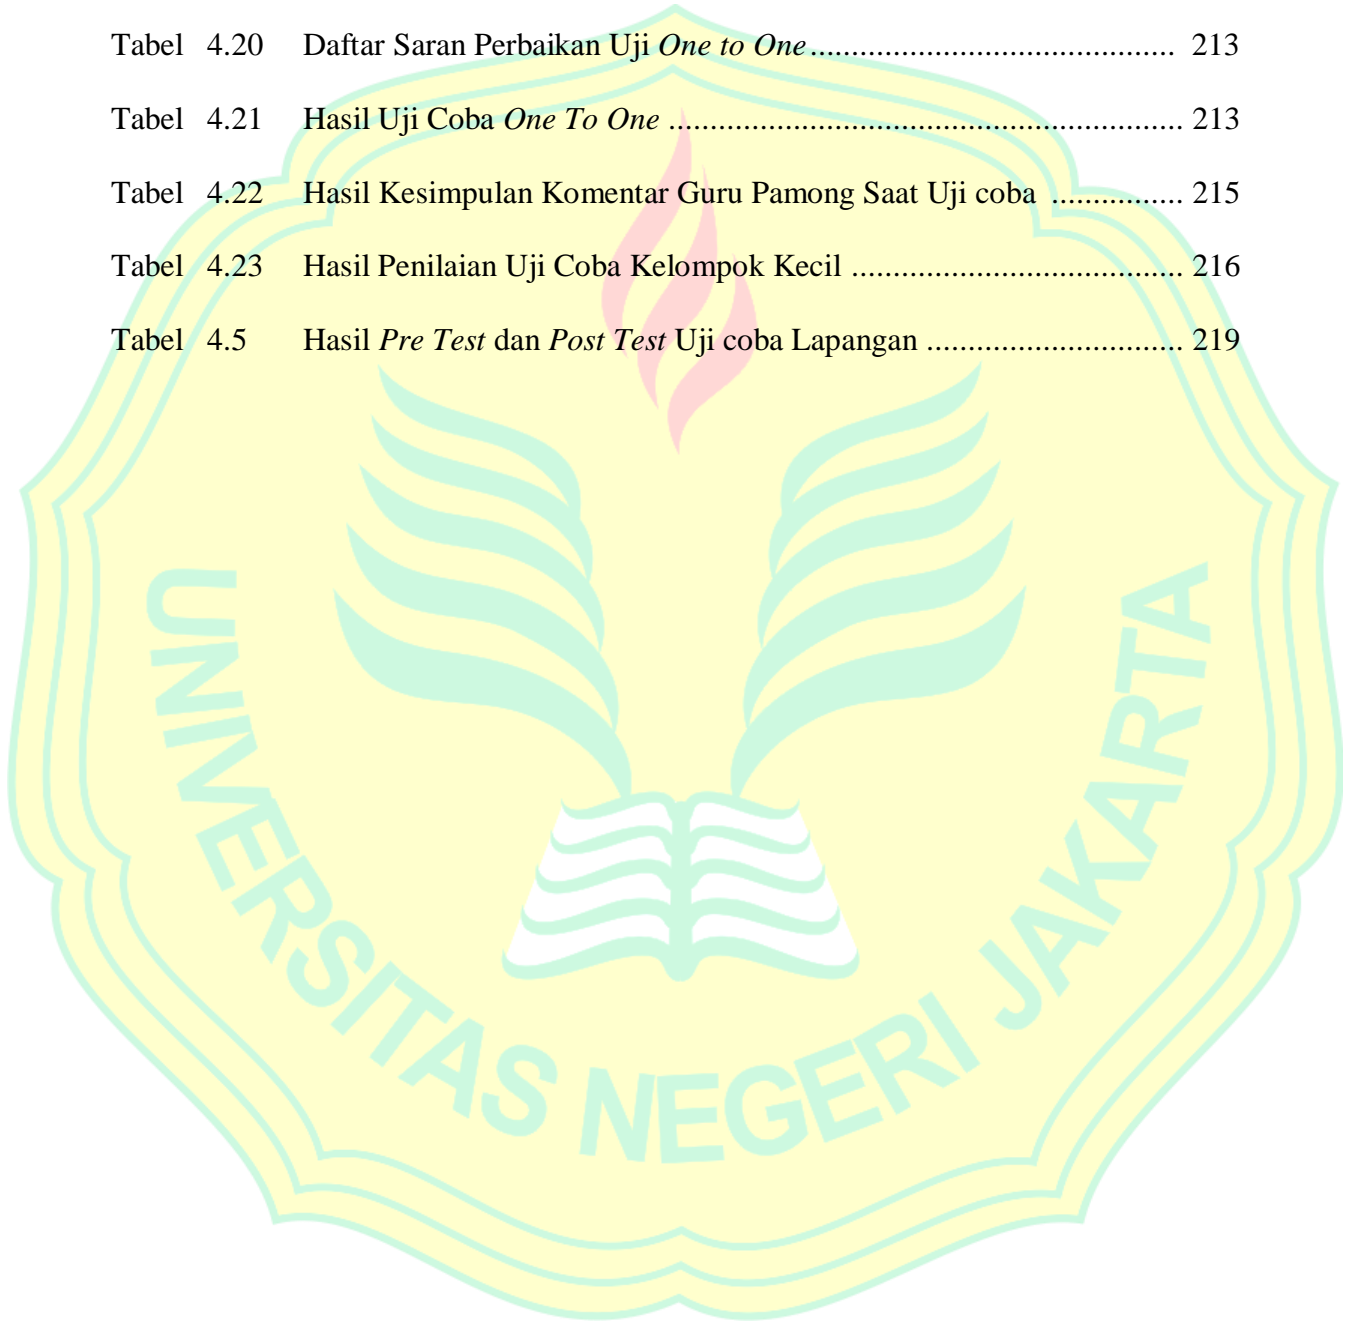 Tabel 4.20 Daftar Saran Perbaikan Uji One to One............................................ 213
Tabel 4.21 Hasil Uji Coba One To One .............................................................. 213
Tabel 4.22 Hasil Kesimpulan Komentar Guru Pamong Saat Uji coba ................ 215
Tabel 4.23 Hasil Penilaian Uji Coba Kelompok Kecil ........................................ 216
Tabel 4.5 Hasil Pre Test dan Post Test Uji coba Lapangan ............................... 219
UNIVERSITAS NEGERI JAKARTA